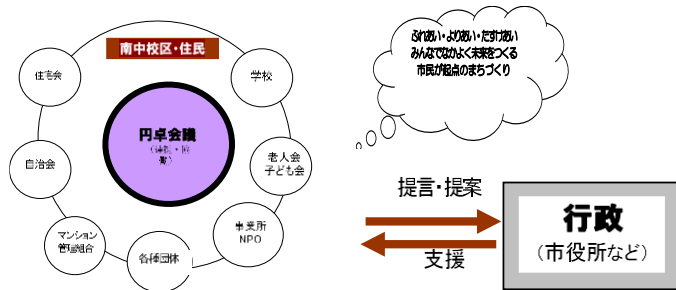 南中校区・住民
住宅会
学校
円卓会議
（連携・協
働）
自治会
老人会
子ども会
マンション
管理組合
各種団体
事業所
NPO
ふれあい・よりあい・たすけあい
みんなでなかよく未来をつくる
市民が起点のまちづくり
提言・提案
支援
行政
（市役所など）